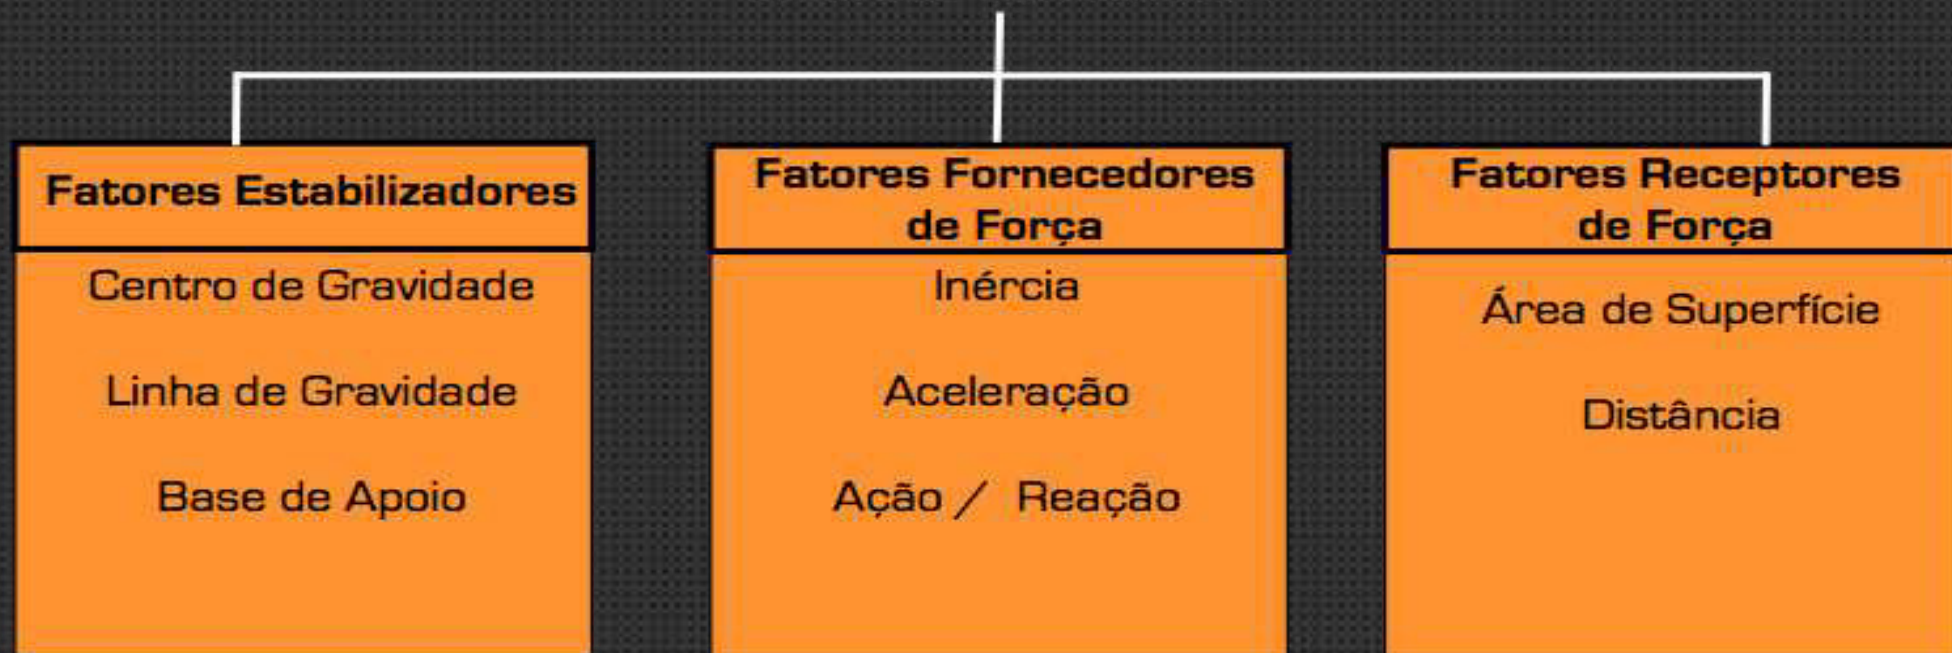 Fatores Estabilizadores
Centro de Gravidade
Linha de Gravidade
Base de Apoio
Fatores Fornecedores
de Força
Inércia
Aceleração
Ação / Reação
Fatores Receptores
de Força
Área de Superfície
Distância